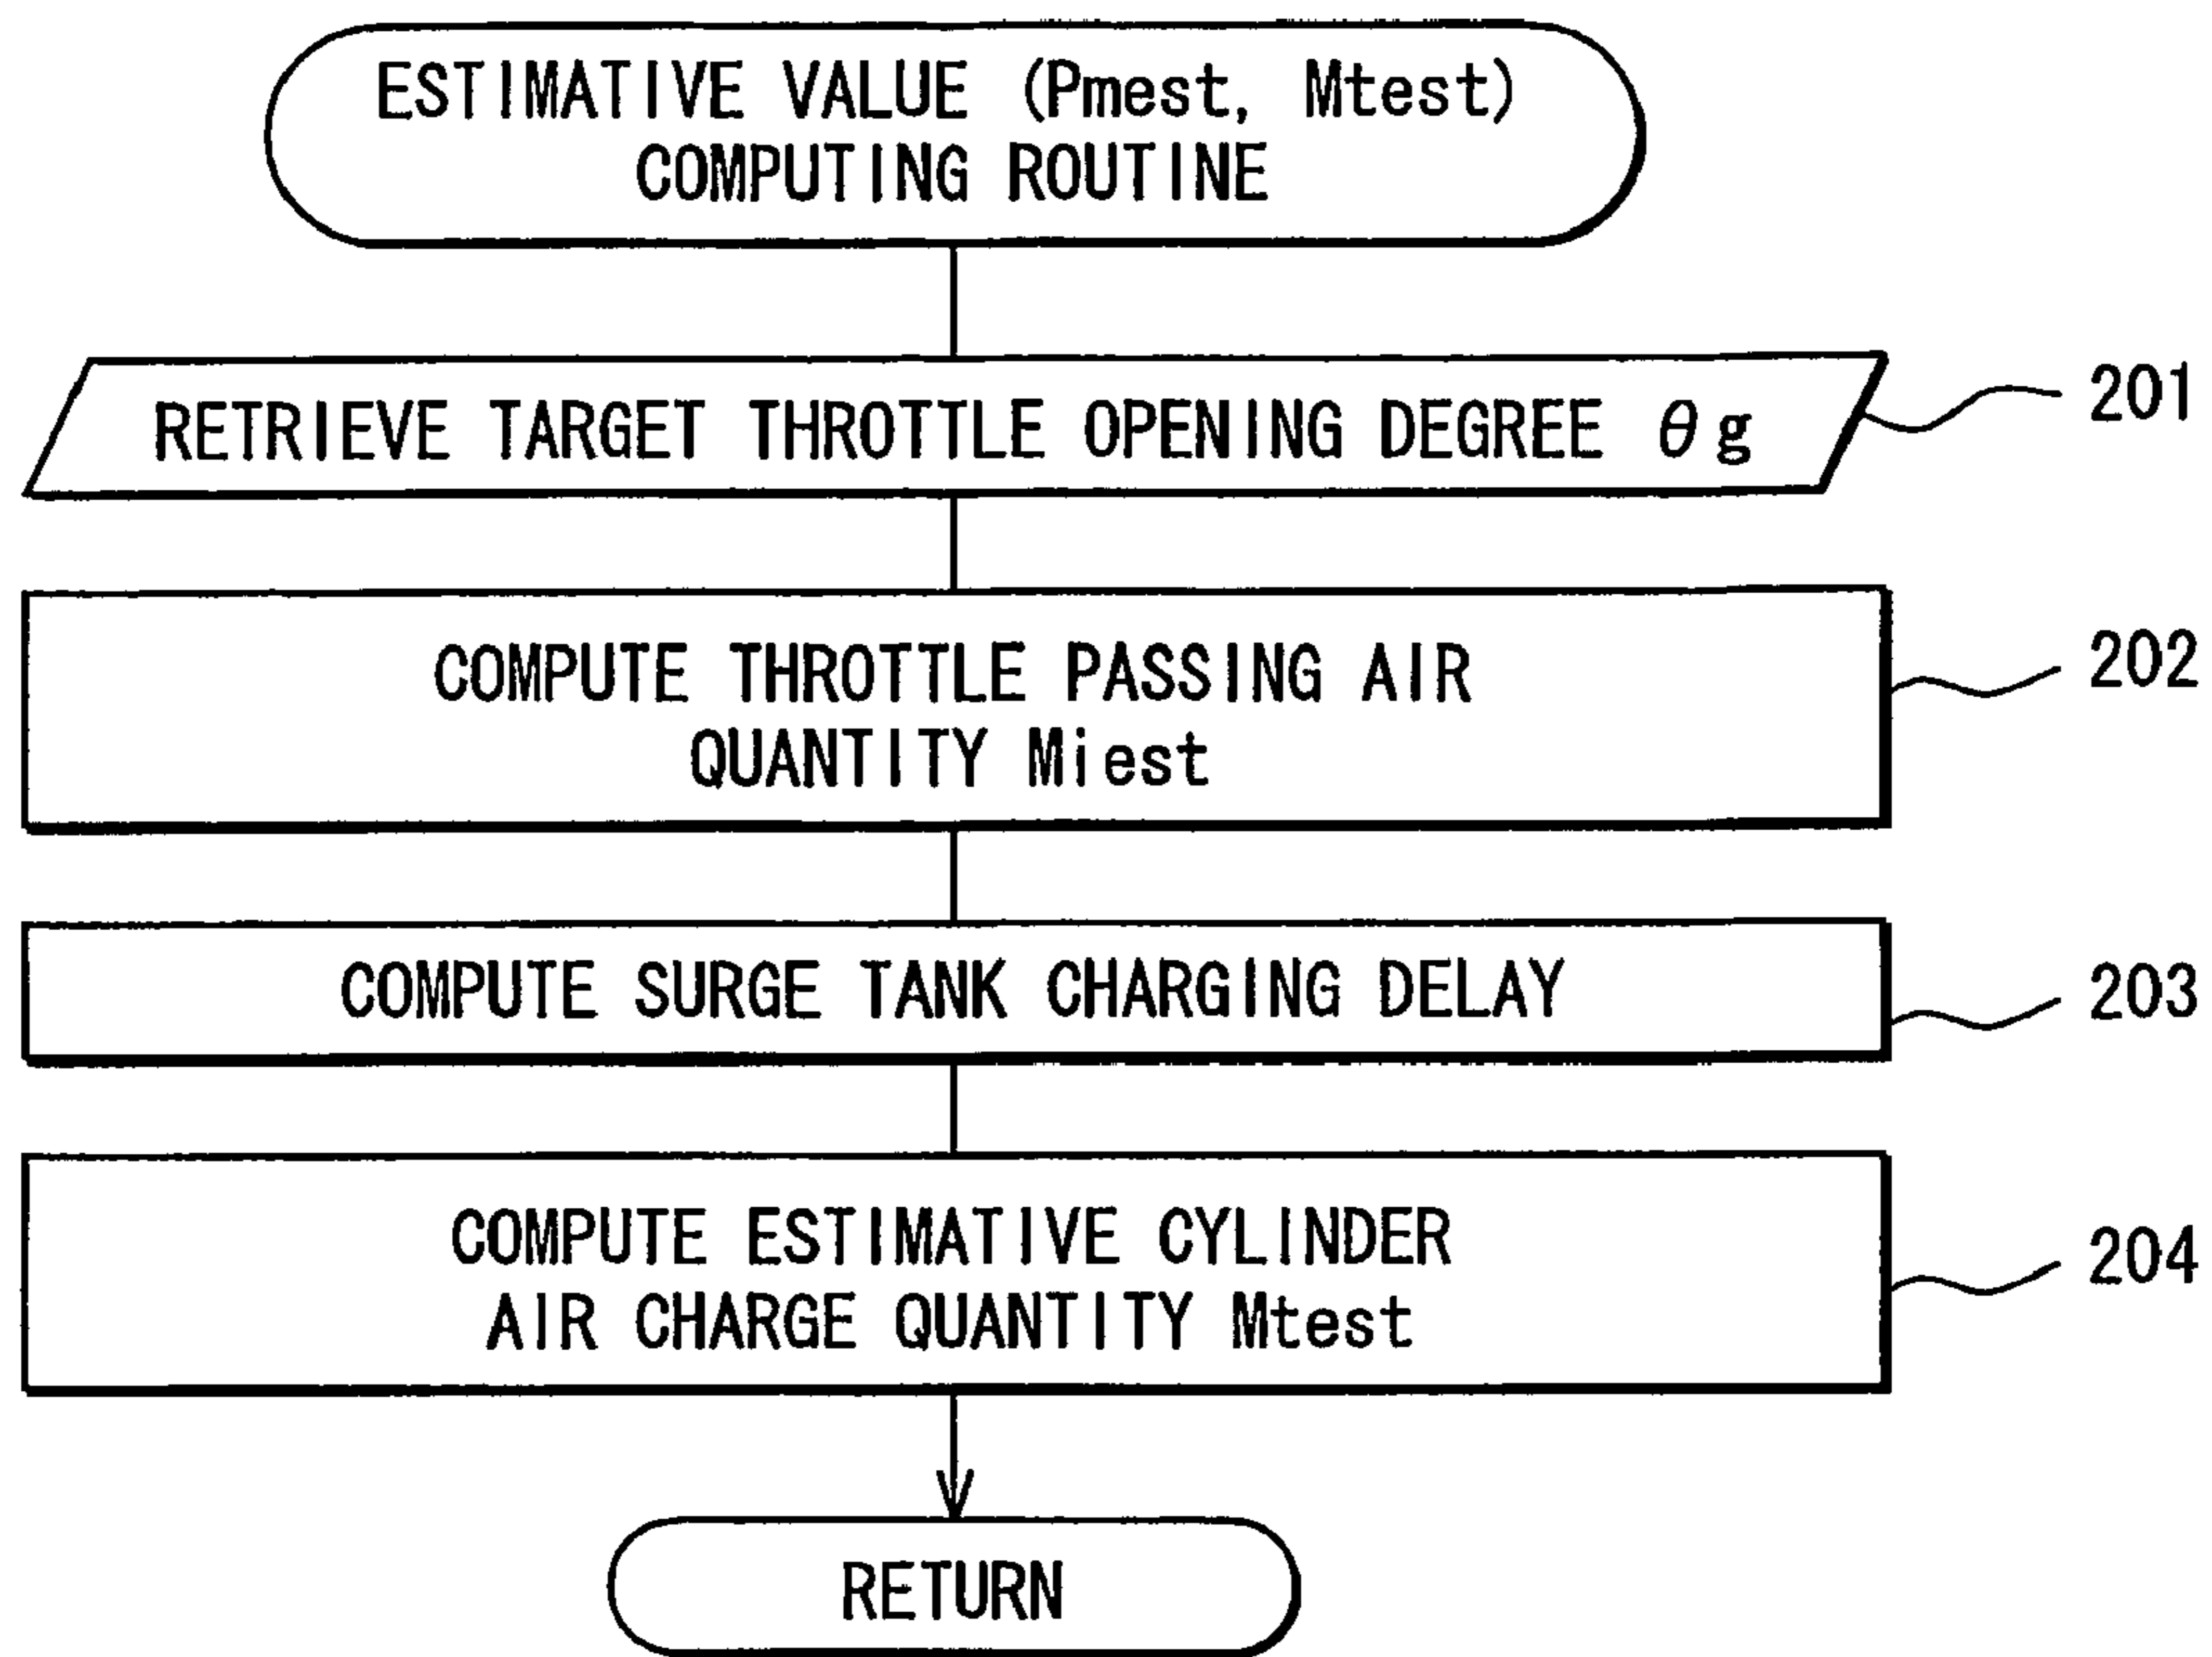 ESTIMATIVE VALUE (Pmest, Mtest)
COMPUTING ROUTINE
RETRIEVE TARGET THROTTLE OPENING DEGREE θg
201
COMPUTE THROTTLE PASSING AIR
QUANTITY Miest
202
COMPUTE SURGE TANK CHARGING DELAY
203
COMPUTE ESTIMATIVE CYLINDER
AIR CHARGE QUANTITY Mtest
204
RETURN